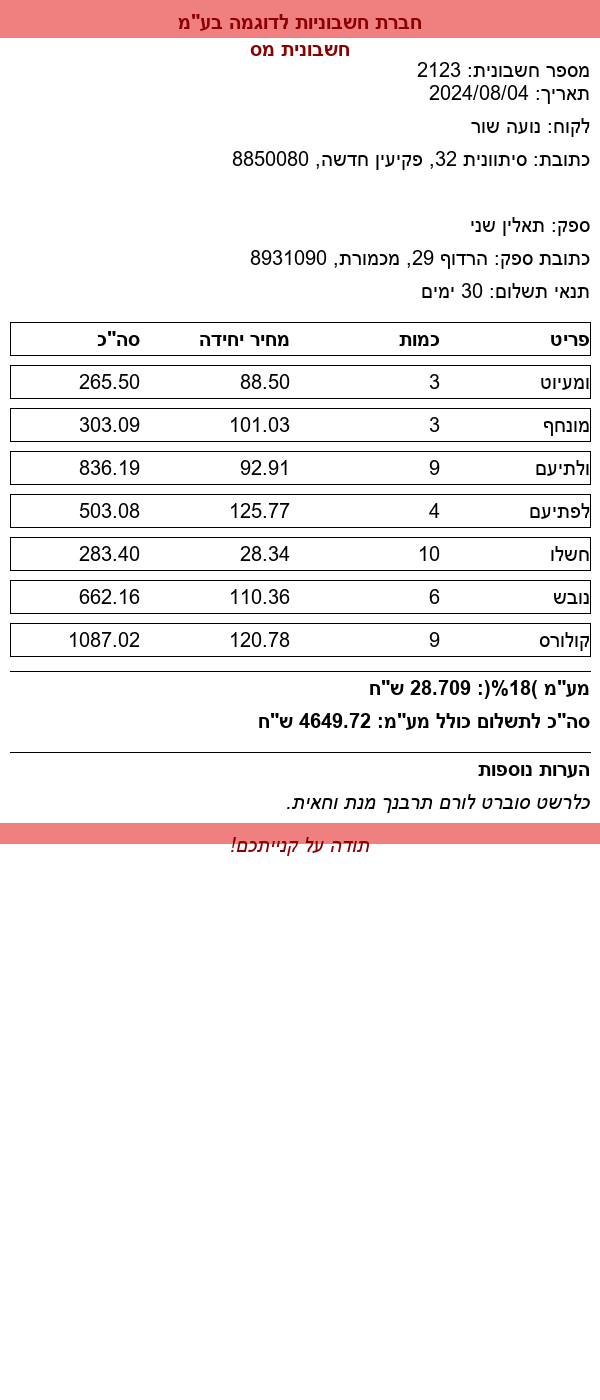 חברת חשבוניות לדוגמה בע"מ
חשבונית מס
מספר חשבונית: 2123
תאריך: 2024/08/04
לקוח: נועה שור
כתובת: סיתוונית 32, פקיעין חדשה, 8850080
ספק: תאלין שני
כתובת ספק: הרדוף 29, מכמורת, 8931090
תנאי תשלום: 30 ימים
פריט כמות מחיר יחידה סה"כ
ומעיוט 3 88.50 265.50
מונחף 3 101.03 303.09
ולתיעם 9 92.91 836.19
לפתיעם 4 125.77 503.08
חשלו 10 28.34 283.40
נובש 6 110.36 662.16
קולורס 9 120.78 1087.02
מע"מ )18%(: 28.709 ש"ח
סה"כ לתשלום כולל מע"מ: 4649.72 ש"ח
הערות נוספות
כלרשט סוברט לורם תרבנך מנת וחאית.
תודה על קנייתכם!